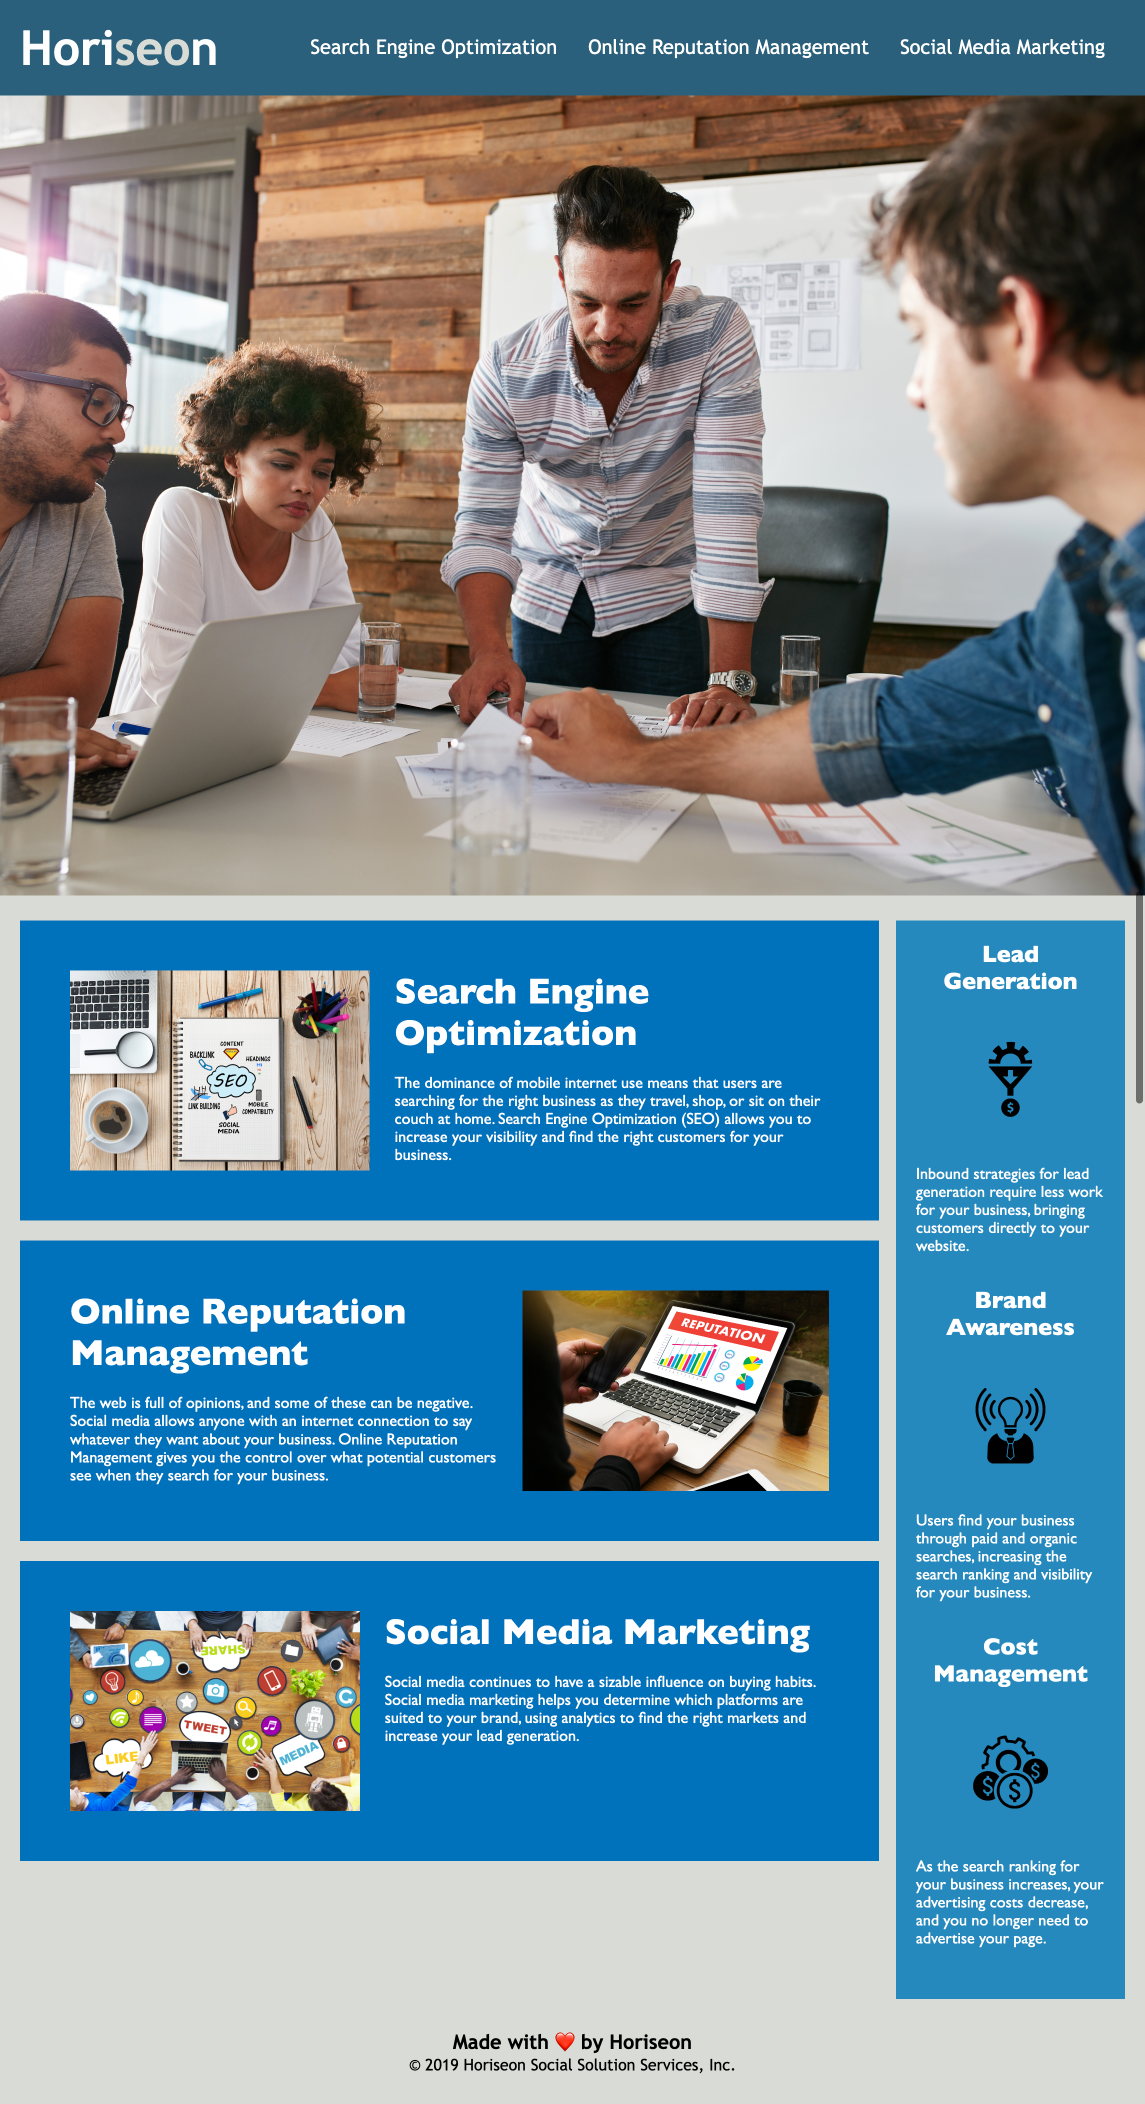 Horiseon
Search Engine Optimization
Online Reputation Management
Social Media Marketing
CONTENT
BACKLINK
HEADINGS
SEO
LINK BUILDING
MOBILE
COMPATIBILITY
SOCIAL
MEDIA
Search Engine
Optimization
The dominance of mobile internet use means that users are
searching for the right business as they travel, shop, or sit on their
couch at home. Search Engine Optimization (SEO) allows you to
increase your visibility and find the right customers for your
business.
Online Reputation
Management
The web is full of opinions, and some of these can be negative.
Social media allows anyone with an internet connection to say
whatever they want about your business. Online Reputation
Management gives you the control over what potential customers
see when they search for your business.
REPUTATION
SHARE
TWEET
LIKE
MEDIA
Social Media Marketing
Social media continues to have a sizable influence on buying habits.
Social media marketing helps you determine which platforms are
suited to your brand, using analytics to find the right markets and
increase your lead generation.
Lead
Generation
$
Inbound strategies for lead
generation require less work
for your business, bringing
customers directly to your
website.
Brand
Awareness
Users find your business
through paid and organic
searches, increasing the
search ranking and visibility
for your business.
Cost
Management
$ $ $
As the search ranking for
your business increases, your
advertising costs decrease,
and you no longer need to
advertise your page.
Made with ❤️ by Horiseon
© 2019 Horiseon Social Solution Services, Inc.